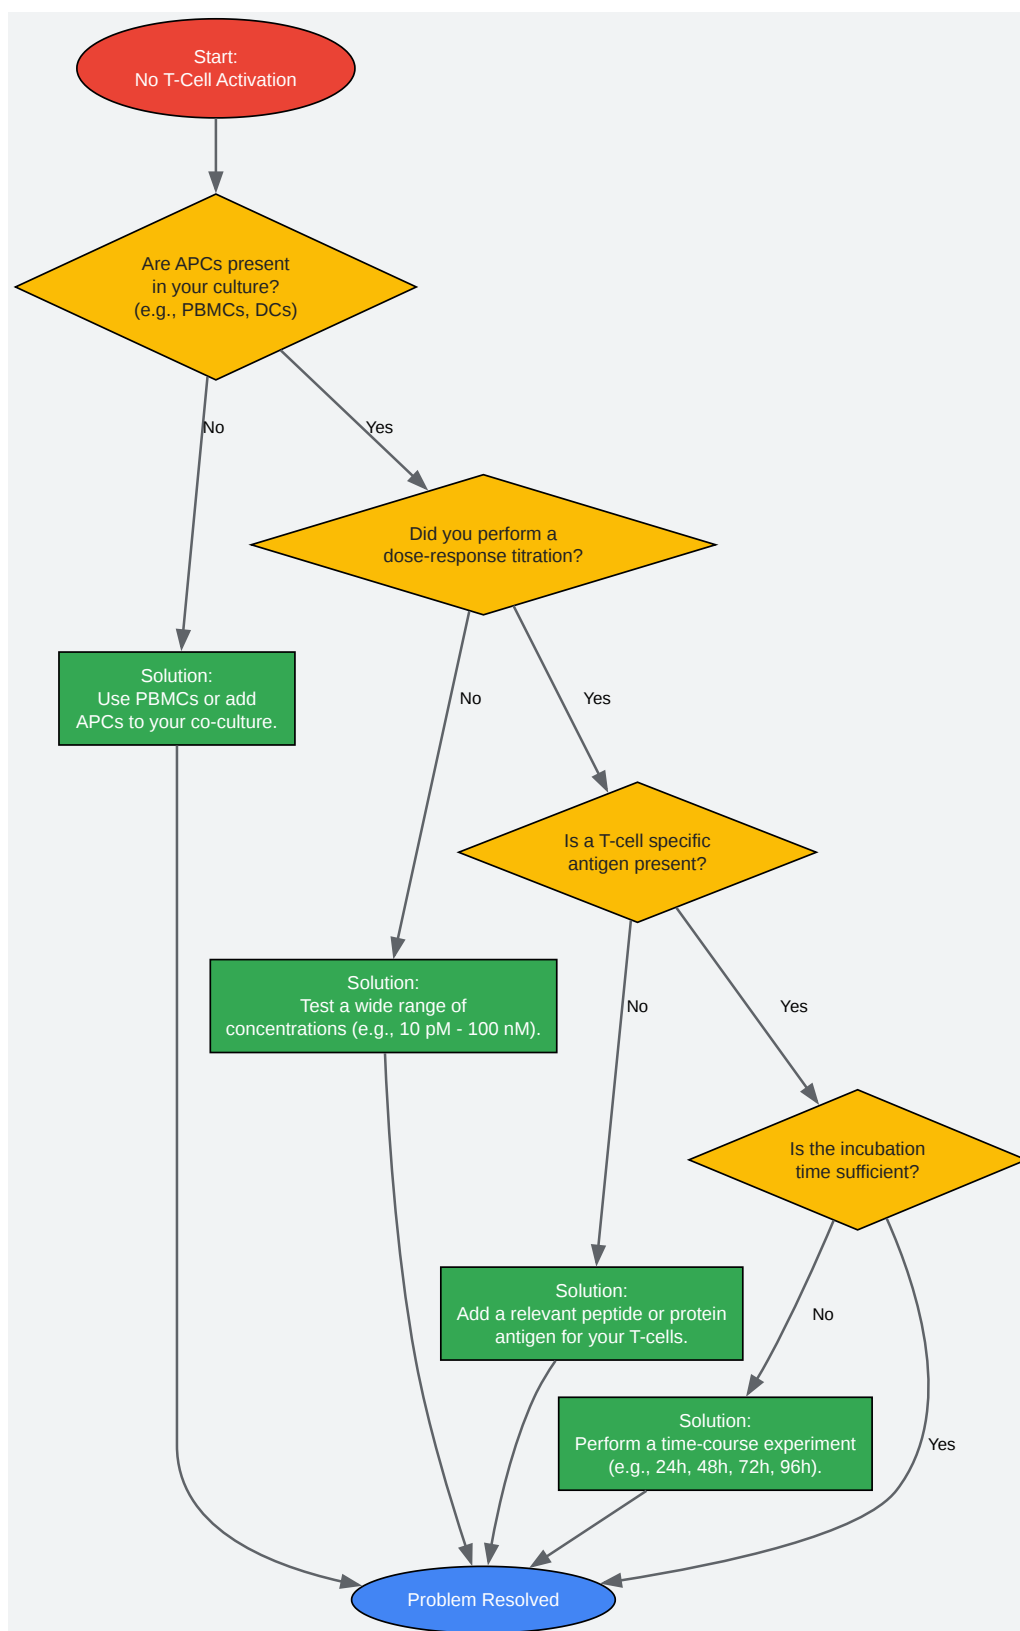 Start:
No T-Cell Activation
Are APCs present
in your culture?
(e.g., PBMCs, DCs)
No
Yes
Did you perform a
dose-response titration?
Solution:
Use PBMCs or add
APCs to your co-culture.
No
Yes
Is a T-cell specific
antigen present?
Solution:
Test a wide range of
concentrations (e.g., 10 pM - 100 nM).
No
Yes
Is the incubation
time sufficient?
Solution:
Add a relevant peptide or protein
antigen for your T-cells.
No
Solution:
Perform a time-course experiment
(e.g., 24h, 48h, 72h, 96h).
Yes
Problem Resolved